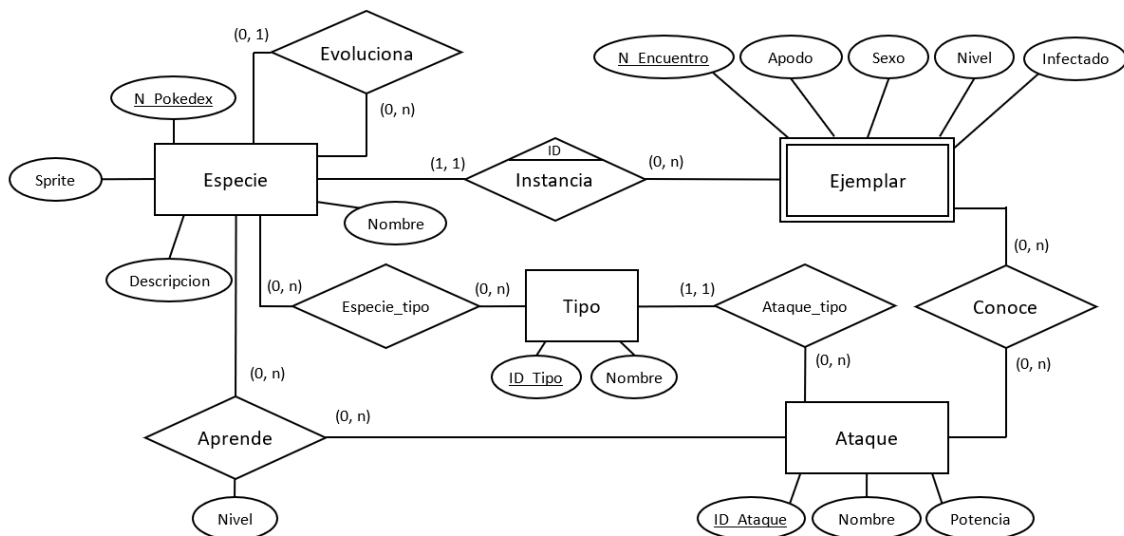 (0, 1)
Evoluciona
(0, n)
N_Pokedex
Sprite
Especie
Nombre
Descripcion
(1, 1)
ID
Instancia
(0, n)
N_Encuentro
Apodo
Sexo
Nivel
Infectado
Ejemplar
(0, n)
Especie_tipo
(0, n)
Tipo
ID_Tipo
Nombre
(1, 1)
Ataque_tipo
(0, n)
(0, n)
Conoce
(0, n)
(0, n)
Aprende
(0, n)
Nivel
Ataque
ID_Ataque
Nombre
Potencia